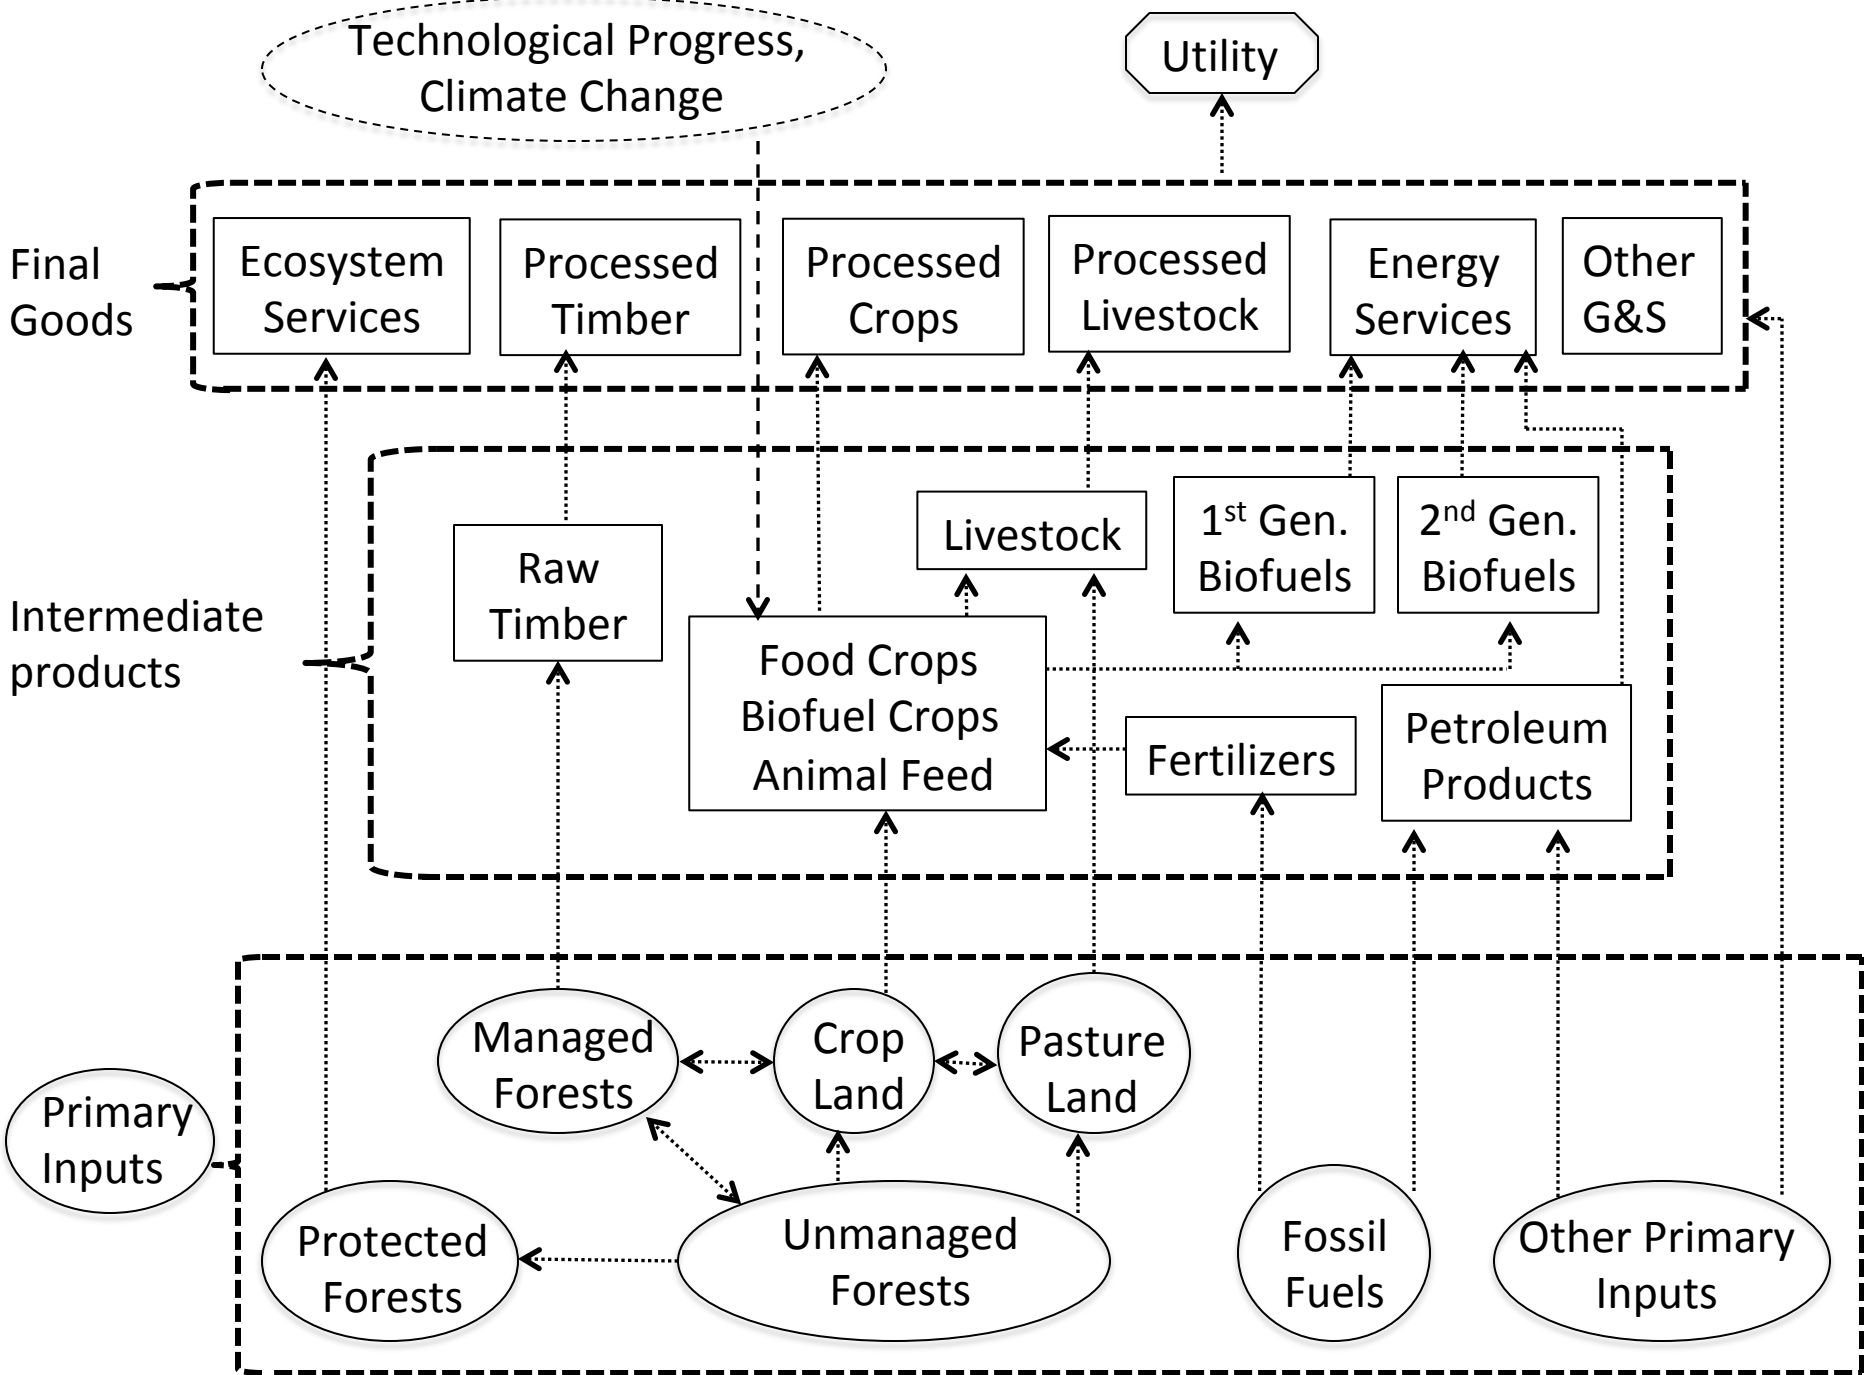 Technological Progress,
Climate Change
Utility
Final
Goods
Ecosystem
Services
Processed
Timber
Processed
Crops
Processed
Livestock
Energy
Services
Other
G&S
Intermediate
products
Raw
Timber
Livestock
1st Gen.
Biofuels
2nd Gen.
Biofuels
Food Crops
Biofuel Crops
Animal Feed
Fertilizers
Petroleum
Products
Primary
Inputs
Managed
Forests
Crop
Land
Pasture
Land
Protected
Forests
Unmanaged
Forests
Fossil
Fuels
Other Primary
Inputs